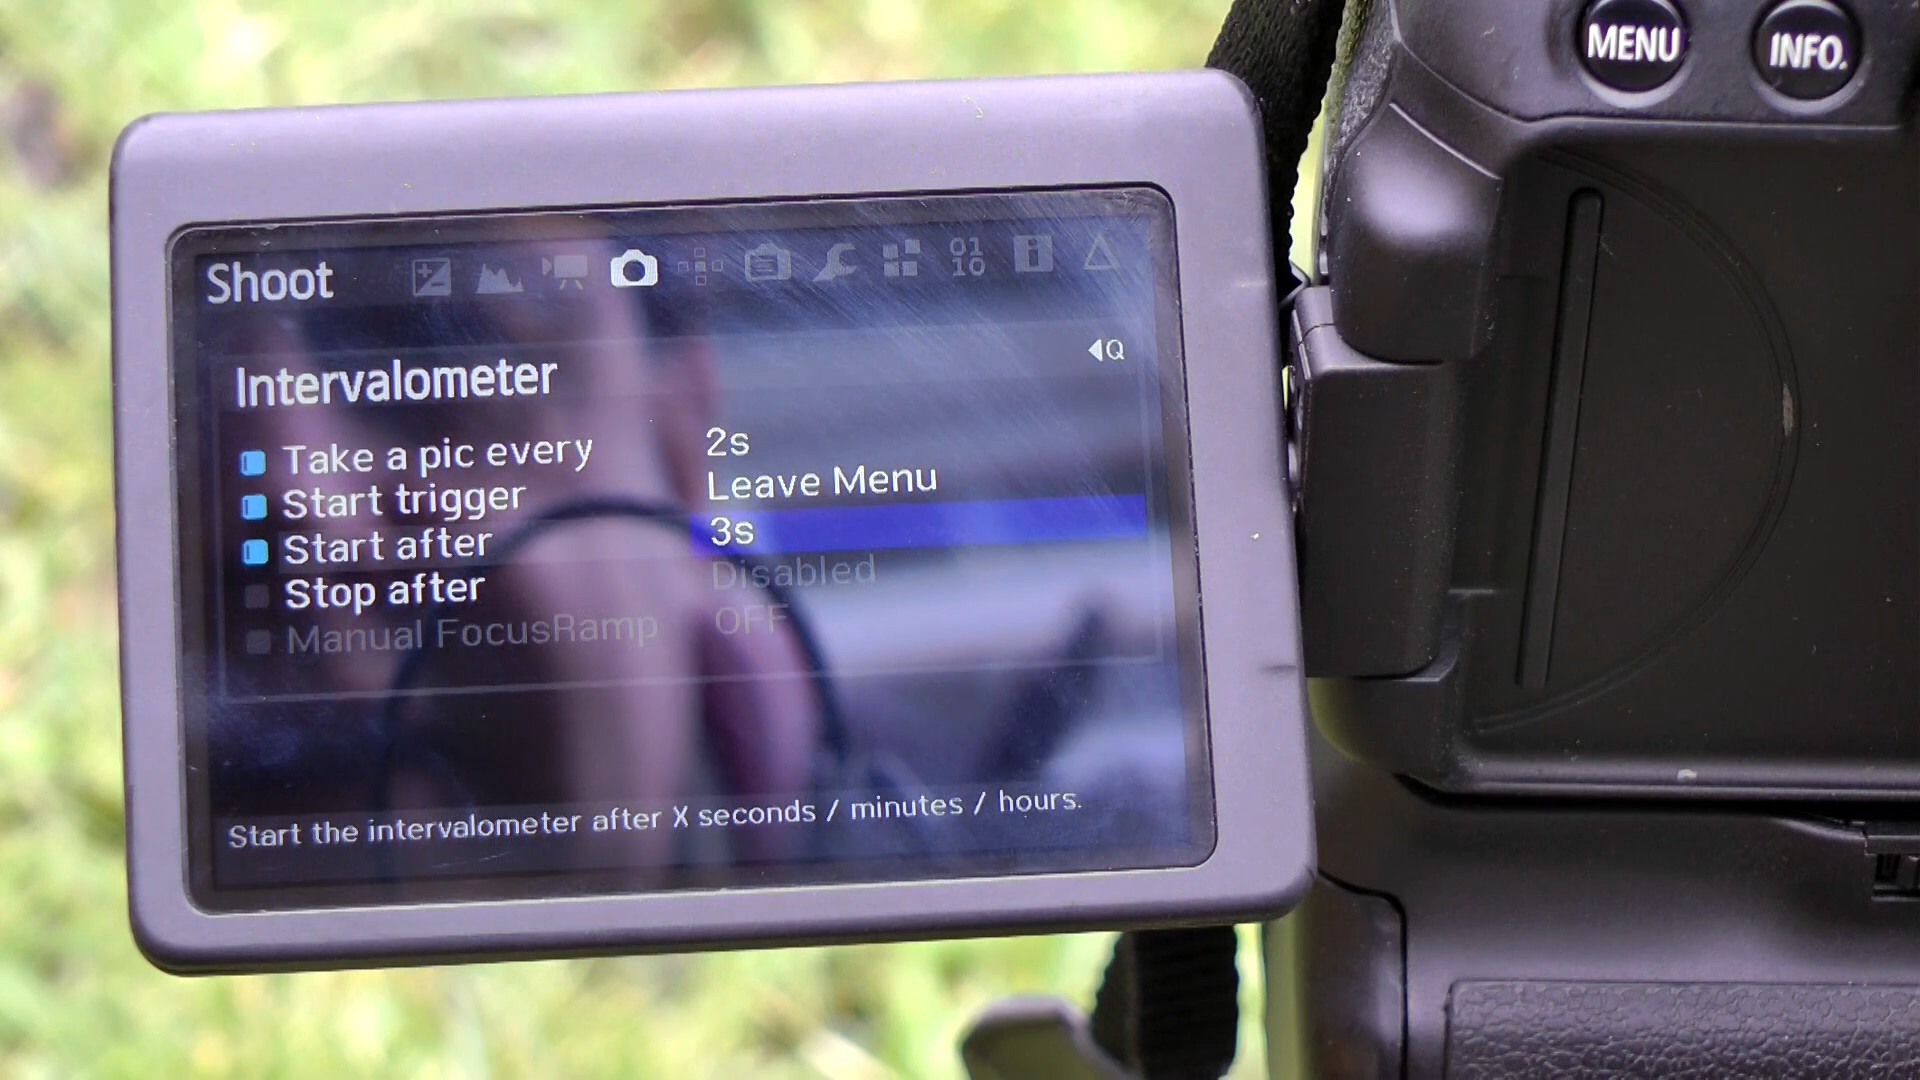 MENU INFO.
Shoot
01
10
Intervalometer
Q
Take a pic every 2s
Start trigger Leave Menu
Start after 3s
Stop after Disabled
Manual FocusRamp OFF
Start the intervalometer after X seconds / minutes / hours.